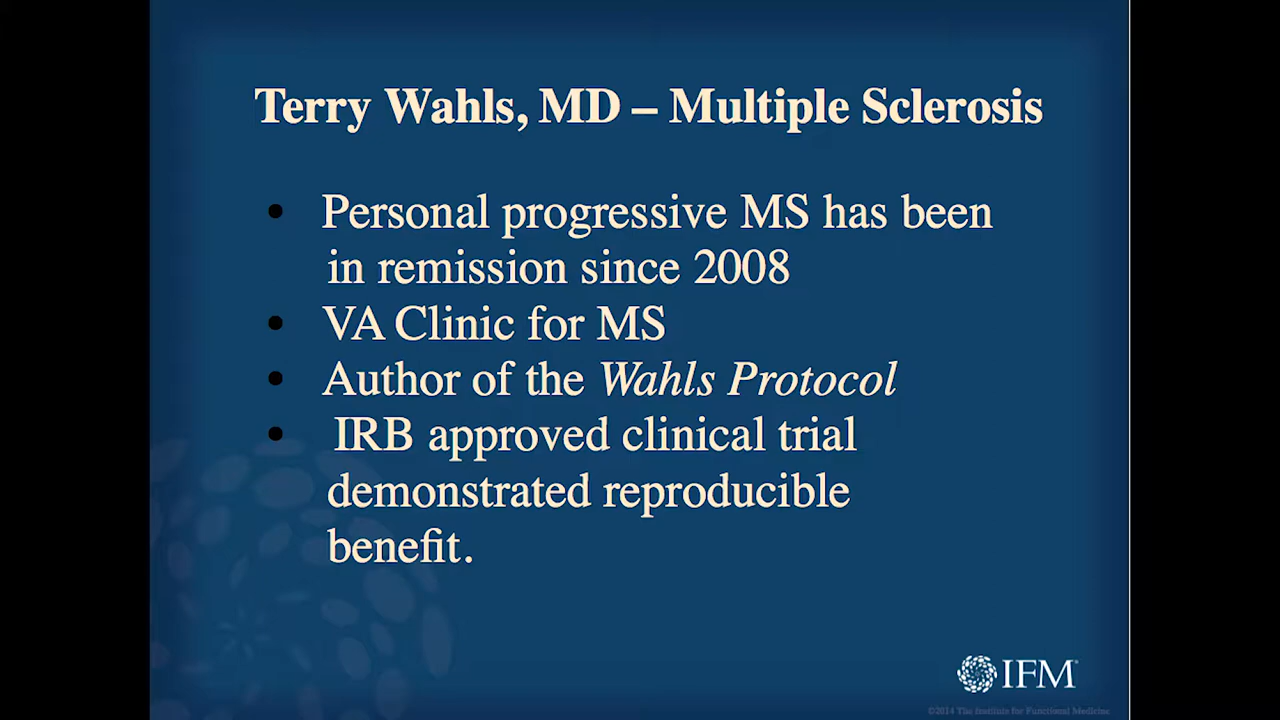 Terry Wahls, MD – Multiple Sclerosis
• Personal progressive MS has been
in remission since 2008
• VA Clinic for MS
• Author of the Wahls Protocol
• IRB approved clinical trial
demonstrated reproducible
benefit.
IFM
©2014 The Institute for Functional Medicine